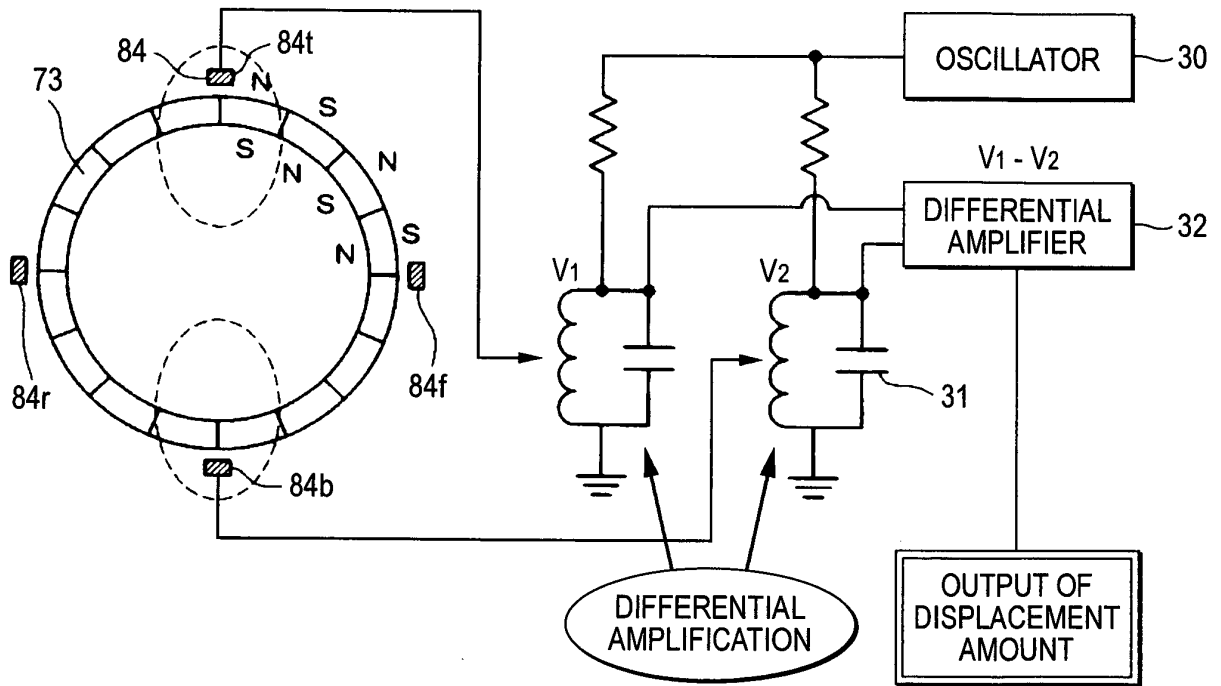 84
84t
73
N
S
N
S
S
N
S
N
84r
84f
84b
OSCILLATOR
30
V1 - V2
DIFFERENTIAL
AMPLIFIER
32
V1
V2
31
DIFFERENTIAL
AMPLIFICATION
OUTPUT OF
DISPLACEMENT
AMOUNT